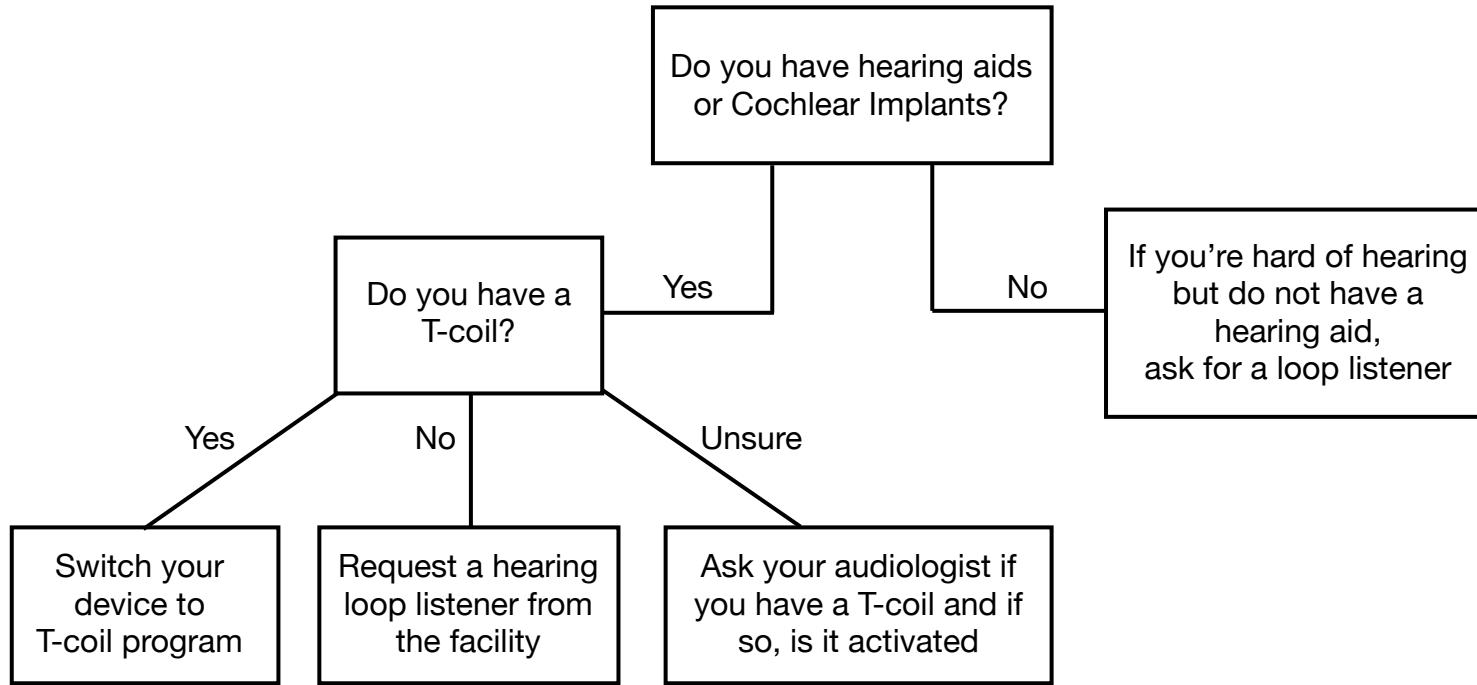 Do you have hearing aids
or Cochlear Implants?
Yes
No
If you’re hard of hearing
but do not have a
hearing aid,
ask for a loop listener
Do you have a
T-coil?
Yes
No
Unsure
Switch your
device to
T-coil program
Request a hearing
loop listener from
the facility
Ask your audiologist if
you have a T-coil and if
so, is it activated